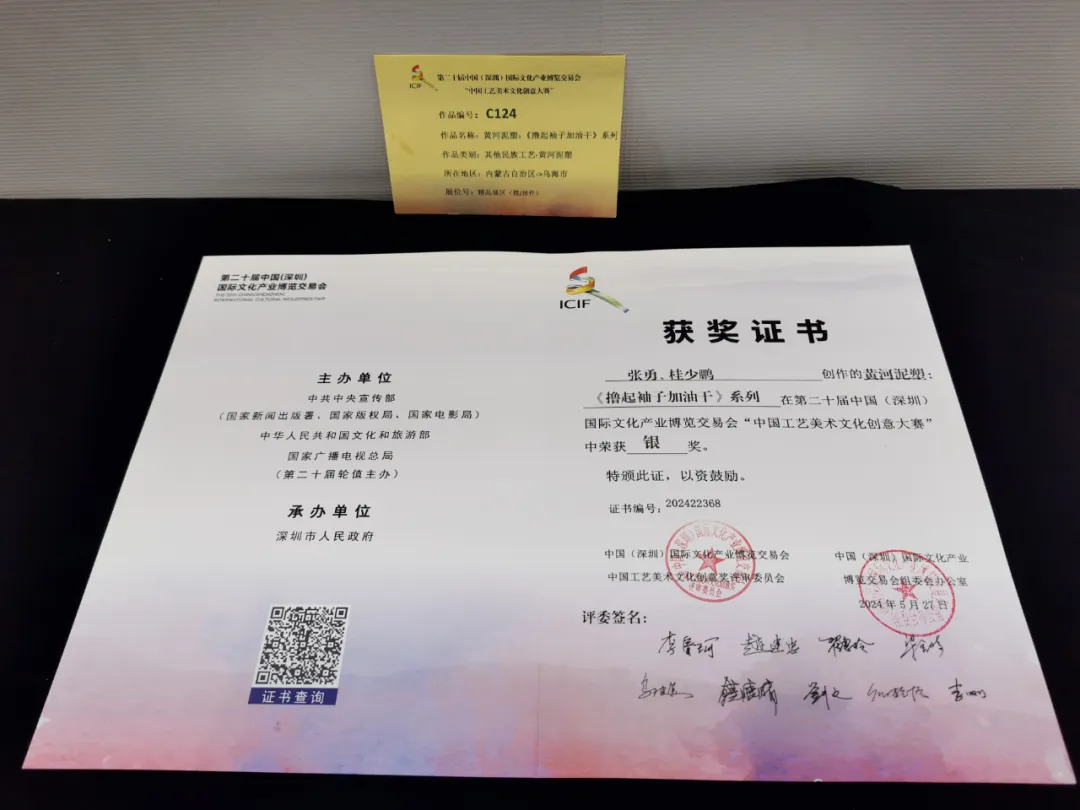 ICIF
第二十届中国（深圳）国际文化产业博览交易会
“中国工艺美术文化创意大赛”
作品编号：C124
作品名称：黄河泥塑：《撸起袖子加油干》系列
作品类别：其他民族工艺-黄河泥塑
所在地区：内蒙古自治区->乌海市
展位号：精品展区（摆/挂件）
第二十届中国(深圳)
国际文化产业博览交易会
INTERNATIONAL CULTURAL INDUSTRIES FAIR
主办单位
中共中央宣传部
（国家新闻出版署、国家版权局、国家电影局）
中华人民共和国文化和旅游部
国家广播电视总局
（第二十届轮值主办）
承办单位
深圳市人民政府
证书查询
ICIF
获奖证书
张勇、桂少鹏 创作的黄河泥塑：
《撸起袖子加油干》系列 在第二十届中国（深圳）
国际文化产业博览交易会“中国工艺美术文化创意大赛”
中荣获 银 奖。
特颁此证，以资鼓励。
证书编号：202422368
中国（深圳）国际文化产业博览交易会
中国工艺美术文化创意奖评审委员会
中国（深圳）国际文化产业
博览交易会组委会办公室
2024年5月27日
评委签名：